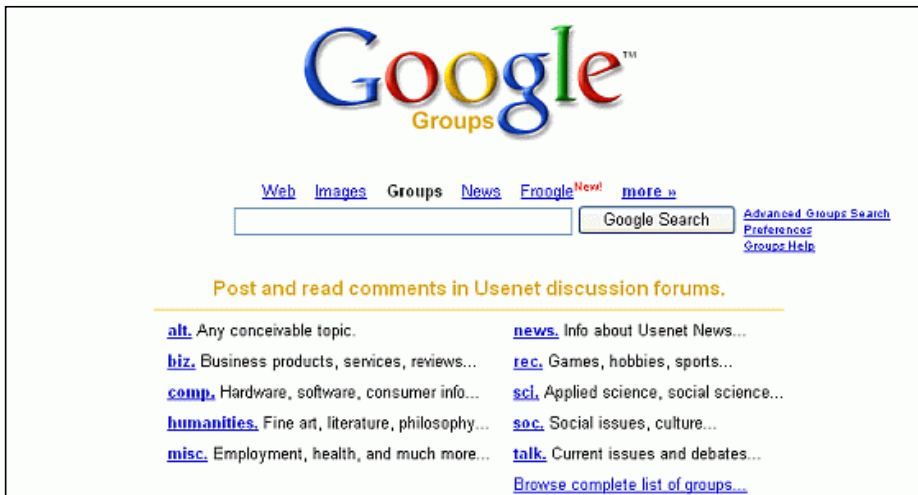 Google™
Groups
Web Images Groups News Froogle New! more »
Google Search
Advanced Groups Search
Preferences
Groups Help
Post and read comments in Usenet discussion forums.
alt. Any conceivable topic.
news. Info about Usenet News...
biz. Business products, services, reviews...
rec. Games, hobbies, sports...
comp. Hardware, software, consumer info...
sci. Applied science, social science...
humanities. Fine art, literature, philosophy...
soc. Social issues, culture...
misc. Employment, health, and much more...
talk. Current issues and debates...
Browse complete list of groups...